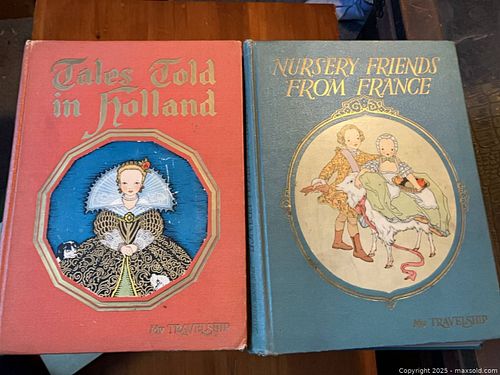 Tales Told
in Holland
My TRAVELSHIP
NURSERY FRIENDS
FROM FRANCE
My TRAVELSHIP
Copyright 2025 - maxsold.com